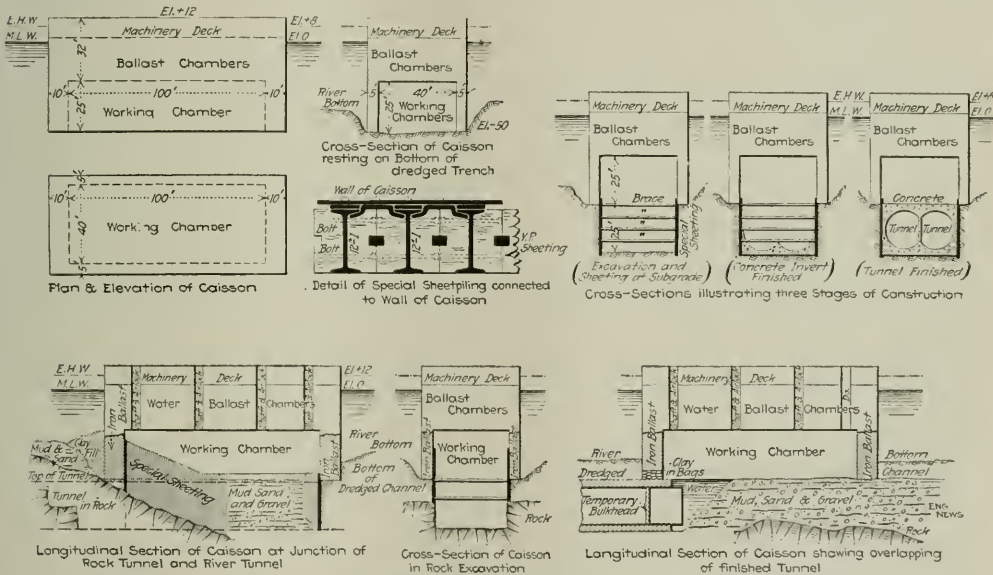 El.+12
E.H.W.
M.L.W.
El.+8
El.0
Machinery Deck
32'
Ballast Chambers
10'
100'
10'
25'
Working Chamber
5'
10'
100'
10'
40'
Working Chamber
5'
Plan & Elevation of Caisson
Machinery Deck
Ballast
Chambers
River
Bottom
5'
40'
5'
25'
Working
Chambers
El.-50
Cross-Section of Caisson
resting on Bottom of
dredged Trench
Wall of Caisson
Bolt
Bolt
Y.P.
Sheeting
Detail of Special Sheetpiling connected
to Wall of Caisson
Machinery Deck
Ballast
Chambers
25'
Brace
"
"
"
25'
Special
Sheeting
(Excavation and
Sheeting at Subgrade)
Machinery Deck
Ballast
Chambers
(Concrete Invert
Finished)
E.H.W.
M.L.W.
Machinery Deck
El.0
Ballast
Chambers
Concrete
Tunnel
Tunnel
(Tunnel Finished)
Cross-Sections illustrating three Stages of Construction
E.H.W.
M.L.W.
El.+12
El.0
Machinery
Deck
Water
Ballast
Chambers
Iron Ballast
Iron Ballast
Working Chamber
Clay
Fill
Mud &
Sand
Top of Tunnel
Tunnel
in Rock
Special Sheeting
Mud Sand
and Gravel
Longitudinal Section of Caisson at Junction of
Rock Tunnel and River Tunnel
Machinery Deck
Ballast
Chambers
River
Bottom
Iron Ballast
Working
Chamber
Iron Ballast
Bottom
of
Dredged Channel
Rock
Cross-Section of Caisson
in Rock Excavation
Machinery
Deck
Water
Ballast
Chambers
Iron Ballast
Iron Ballast
Working Chamber
River
Bottom
Dredged
Channel
Clay
in Bags
Water
Temporary
Bulkhead
Mud, Sand & Gravel
ENG.
NEWS
Rock
Longitudinal Section of Caisson showing overlapping
of finished Tunnel